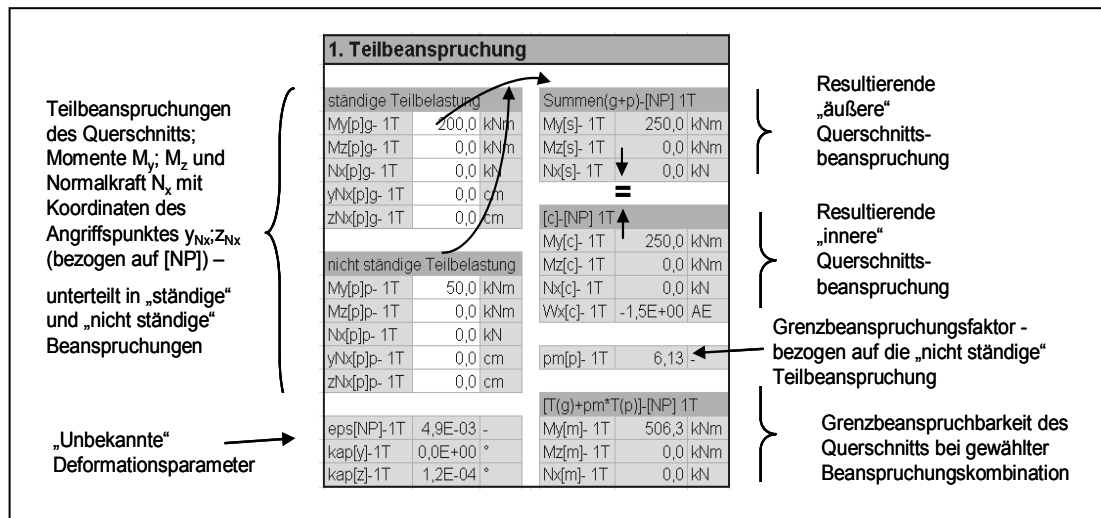 1. Teilbeanspruchung
Teilbeanspruchungen
des Querschnitts;
Momente My; Mz und
Normalkraft Nx mit
Koordinaten des
Angriffspunktes yNx;zNx
(bezogen auf [NP]) –
unterteilt in „ständige“
und „nicht ständige“
Beanspruchungen
„Unbekannte“
Deformationsparameter
ständige Teilbelastung
My[p]g- 1T 200,0 kNm
Mz[p]g- 1T 0,0 kNm
Nx[p]g- 1T 0,0 kN
yNx[p]g- 1T 0,0 cm
zNx[p]g- 1T 0,0 cm
nicht ständige Teilbelastung
My[p]p- 1T 50,0 kNm
Mz[p]p- 1T 0,0 kNm
Nx[p]p- 1T 0,0 kN
yNx[p]p- 1T 0,0 cm
zNx[p]p- 1T 0,0 cm
eps[NP]-1T 4,9E-03 -
kap[y]-1T 0,0E+00 °
kap[z]-1T 1,2E-04 °
Summen(g+p)-[NP] 1T
My[s]- 1T 250,0 kNm
Mz[s]- 1T 0,0 kNm
Nx[s]- 1T 0,0 kN
=
[c]-[NP] 1T
My[c]- 1T 250,0 kNm
Mz[c]- 1T 0,0 kNm
Nx[c]- 1T 0,0 kN
Wx[c]- 1T -1,5E+00 AE
pm[p]- 1T 6,13 -
[T(g)+pm*T(p)]-[NP] 1T
My[m]- 1T 506,3 kNm
Mz[m]- 1T 0,0 kNm
Nx[m]- 1T 0,0 kN
Resultierende
„äußere“
Querschnitts-
beanspruchung
Resultierende
„innere“
Querschnitts-
beanspruchung
Grenzbeanspruchungsfaktor -
bezogen auf die „nicht ständige“
Teilbeanspruchung
Grenzbeanspruchbarkeit des
Querschnitts bei gewählter
Beanspruchungskombination